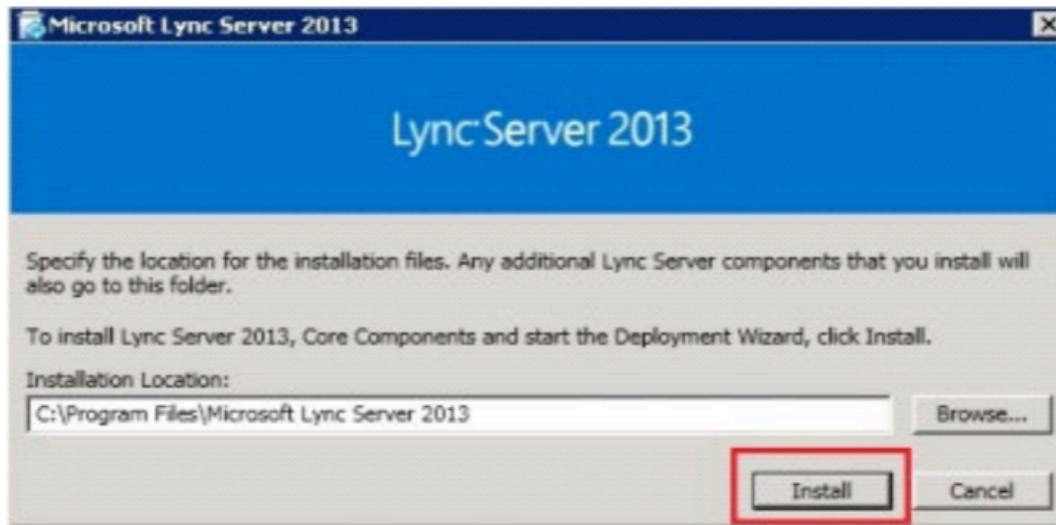 Microsoft Lync Server 2013
Lync Server 2013
Specify the location for the installation files. Any additional Lync Server components that you install will
also go to this folder.
To install Lync Server 2013, Core Components and start the Deployment Wizard, click Install.
Installation Location:
C:\Program Files\Microsoft Lync Server 2013
Browse...
Install
Cancel